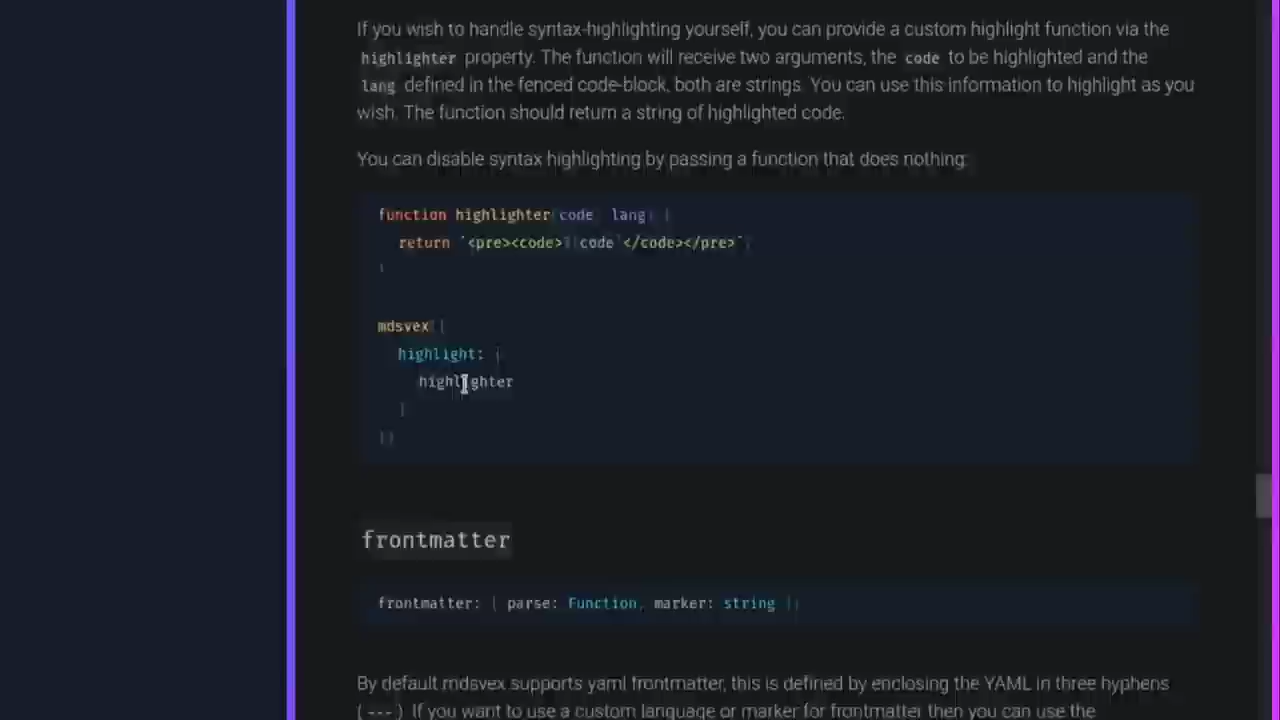 If you wish to handle syntax-highlighting yourself, you can provide a custom highlight function via the
highlighter property. The function will receive two arguments, the code to be highlighted and the
lang defined in the fenced code-block, both are strings. You can use this information to highlight as you
wish. The function should return a string of highlighted code.
You can disable syntax highlighting by passing a function that does nothing:
function highlighter(code, lang) {
return `<pre><code>${code}</code></pre>`;
}
mdsvex({
highlight: {
highlighter
}
})
frontmatter
frontmatter: { parse: Function, marker: string };
By default mdsvex supports yaml frontmatter, this is defined by enclosing the YAML in three hyphens
(---). If you want to use a custom language or marker for frontmatter then you can use the